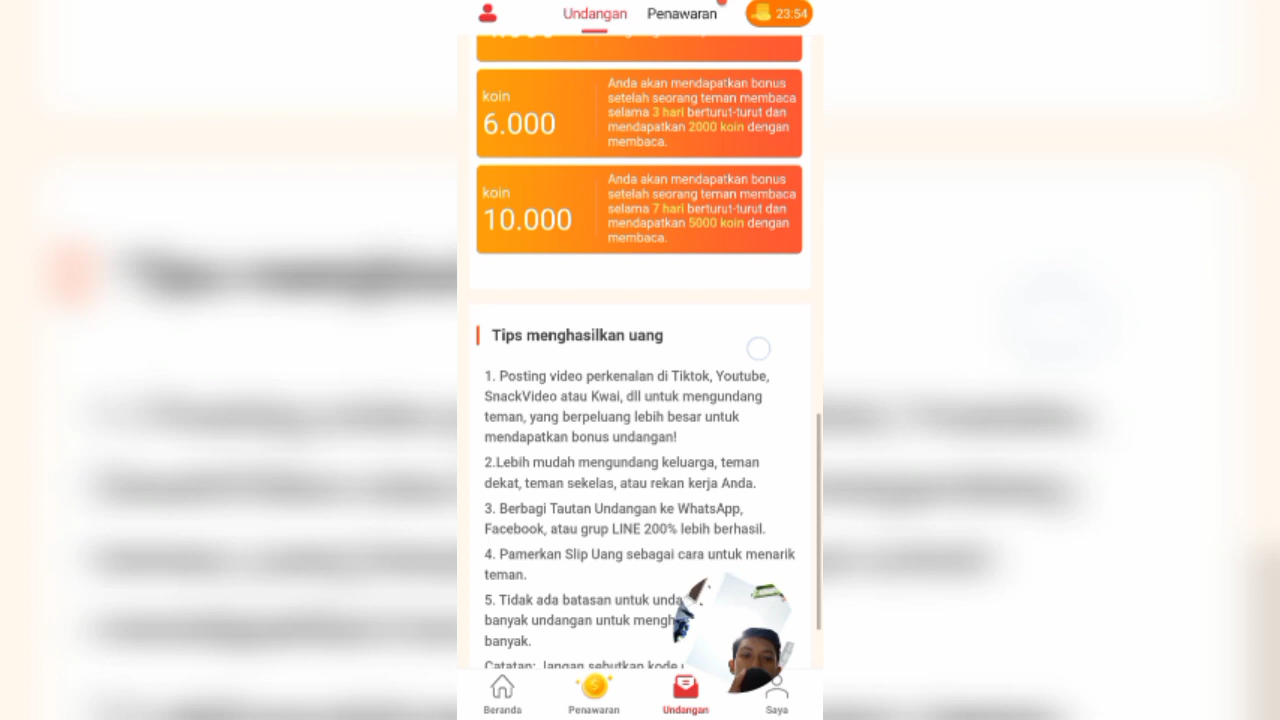 Undangan
Penawaran
23:54
koin
6.000
Anda akan mendapatkan bonus
setelah seorang teman membaca
selama 3 hari berturut-turut dan
mendapatkan 2000 koin dengan
membaca.
koin
10.000
Anda akan mendapatkan bonus
setelah seorang teman membaca
selama 7 hari berturut-turut dan
mendapatkan 5000 koin dengan
membaca.
Tips menghasilkan uang
1. Posting video perkenalan di Tiktok, Youtube,
SnackVideo atau Kwai, dll untuk mengundang
teman, yang berpeluang lebih besar untuk
mendapatkan bonus undangan!
2.Lebih mudah mengundang keluarga, teman
dekat, teman sekelas, atau rekan kerja Anda.
3. Berbagi Tautan Undangan ke WhatsApp,
Facebook, atau grup LINE 200% lebih berhasil.
4. Pamerkan Slip Uang sebagai cara untuk menarik
teman.
5. Tidak ada batasan untuk unda
banyak undangan untuk mengh
banyak.
Catatan: Jangan sebutkan kode
Beranda
Penawaran
Undangan
Saya